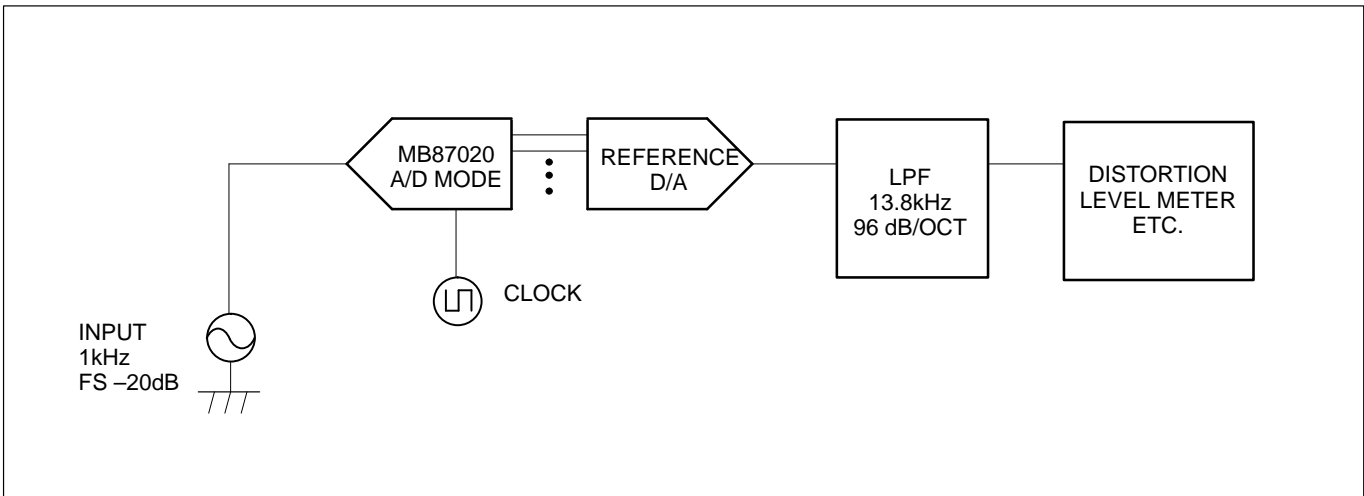 MB87020
A/D MODE
REFERENCE
D/A
LPF
13.8kHz
96 dB/OCT
DISTORTION
LEVEL METER
ETC.
CLOCK
INPUT
1kHz
FS –20dB